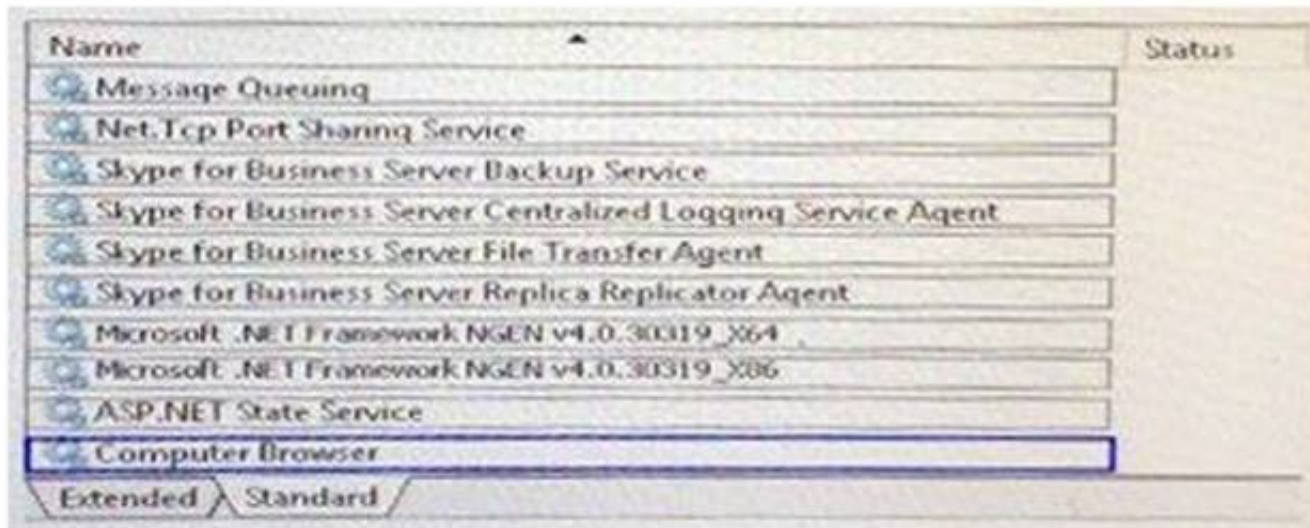 Name Status
Message Queuing
Net.Tcp Port Sharing Service
Skype for Business Server Backup Service
Skype for Business Server Centralized Logging Service Agent
Skype for Business Server File Transfer Agent
Skype for Business Server Replica Replicator Agent
Microsoft .NET Framework NGEN v4.0.30319_X64
Microsoft .NET Framework NGEN v4.0.30319_X86
ASP.NET State Service
Computer Browser
Extended Standard